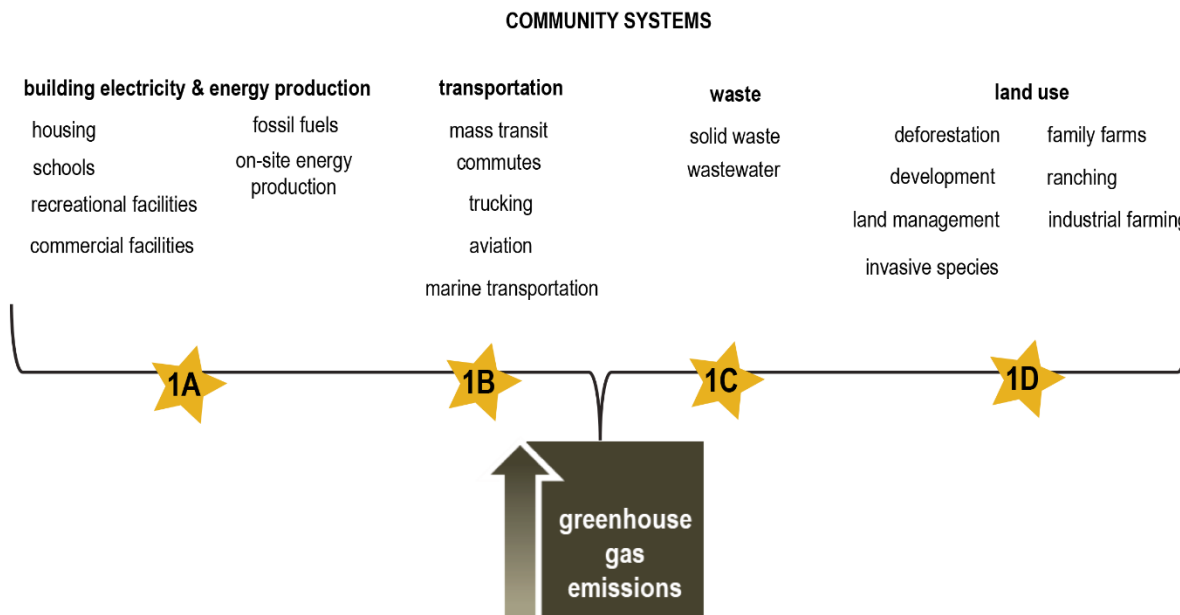 COMMUNITY SYSTEMS
building electricity & energy production
housing
schools
recreational facilities
commercial facilities
fossil fuels
on-site energy
production
transportation
mass transit
commutes
trucking
aviation
marine transportation
waste
solid waste
wastewater
land use
deforestation
development
land management
invasive species
family farms
ranching
industrial farming
1A
1B
1C
1D
greenhouse
gas
emissions